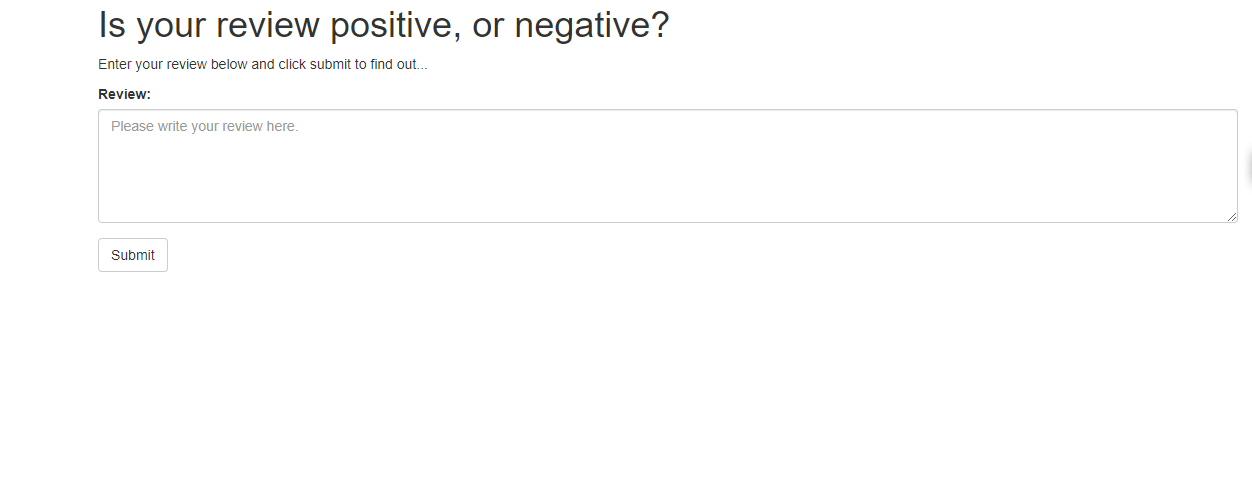 Is your review positive, or negative?
Enter your review below and click submit to find out...
Review:
Please write your review here.
Submit